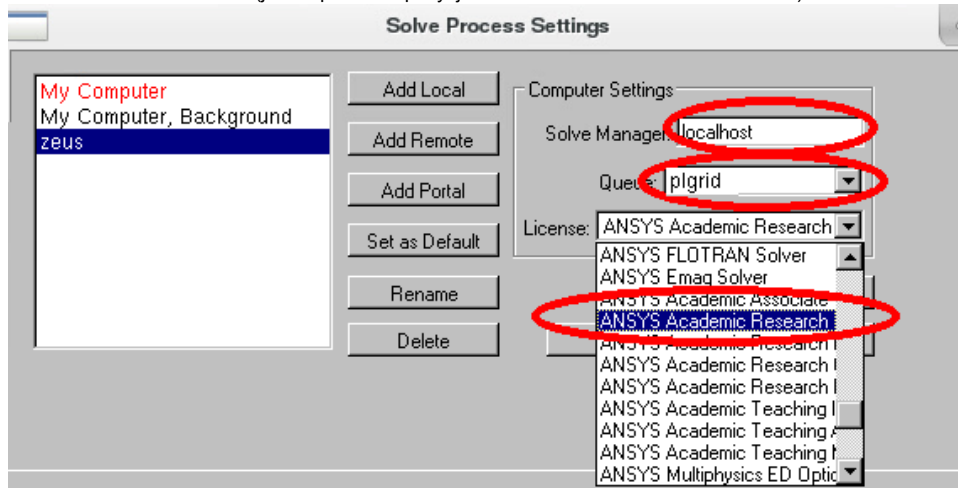 Solve Process Settings
My Computer
My Computer, Background
zeus
Add Local
Add Remote
Add Portal
Set as Default
Rename
Delete
Computer Settings
Solve Manager: localhost
Queue: plgrid
License: ANSYS Academic Research
ANSYS FLOTRAN Solver
ANSYS Emag Solver
ANSYS Academic Associate
ANSYS Academic Research
ANSYS Academic Research
ANSYS Academic Research
ANSYS Academic Research
ANSYS Academic Teaching
ANSYS Academic Teaching
ANSYS Academic Teaching
ANSYS Multiphysics ED Optio